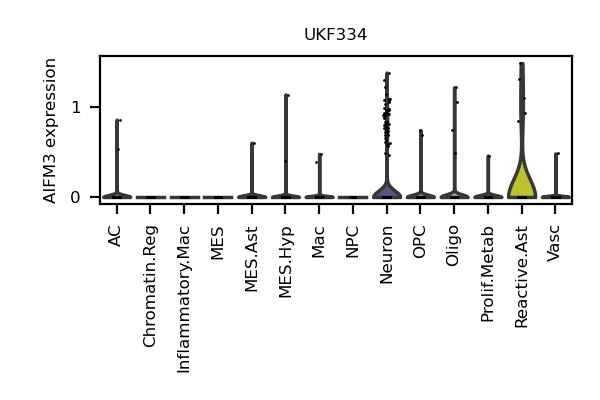 UKF334
AIFM3 expression
1
0
AC
Chromatin.Reg
Inflammatory.Mac
MES
MES.Ast
MES.Hyp
Mac
NPC
Neuron
OPC
Oligo
Prolif.Metab
Reactive.Ast
Vasc